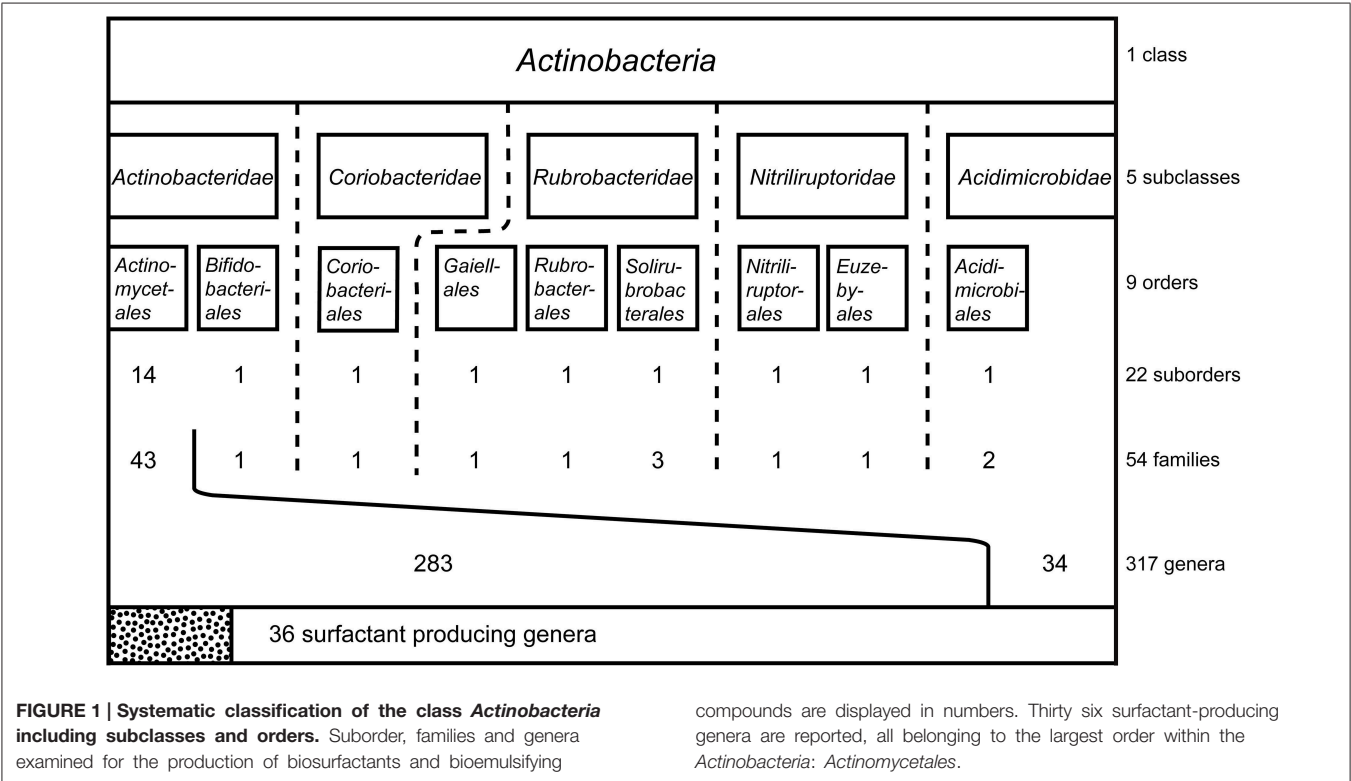 Actinobacteria
1 class
Actinobacteridae
Coriobacteridae
Rubrobacteridae
Nitriliruptoridae
Acidimicrobidae
5 subclasses
Actino-
mycet-
ales
Bifido-
bacteri-
ales
Corio-
bacteri-
ales
Gaiell-
ales
Rubro-
bacter-
ales
Soliru-
brobac
terales
Nitrili-
ruptor-
ales
Euze-
by-
ales
Acidi-
microbi-
ales
9 orders
14 1 1 1 1 1 1 1 1 22 suborders
43 1 1 1 1 3 1 1 2 54 families
283 34 317 genera
36 surfactant producing genera
FIGURE 1 | Systematic classification of the class Actinobacteria
including subclasses and orders. Suborder, families and genera
examined for the production of biosurfactants and bioemulsifying
compounds are displayed in numbers. Thirty six surfactant-producing
genera are reported, all belonging to the largest order within the
Actinobacteria: Actinomycetales.